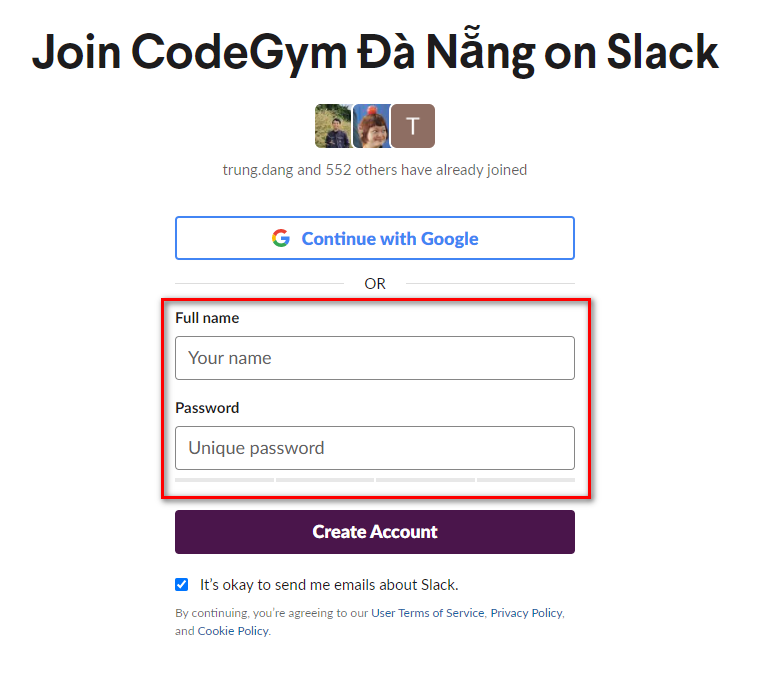 Join CodeGym Đà Nẵng on Slack
T
trung.dang and 552 others have already joined
Continue with Google
OR
Full name
Your name
Password
Unique password
Create Account
It's okay to send me emails about Slack.
By continuing, you're agreeing to our User Terms of Service, Privacy Policy,
and Cookie Policy.